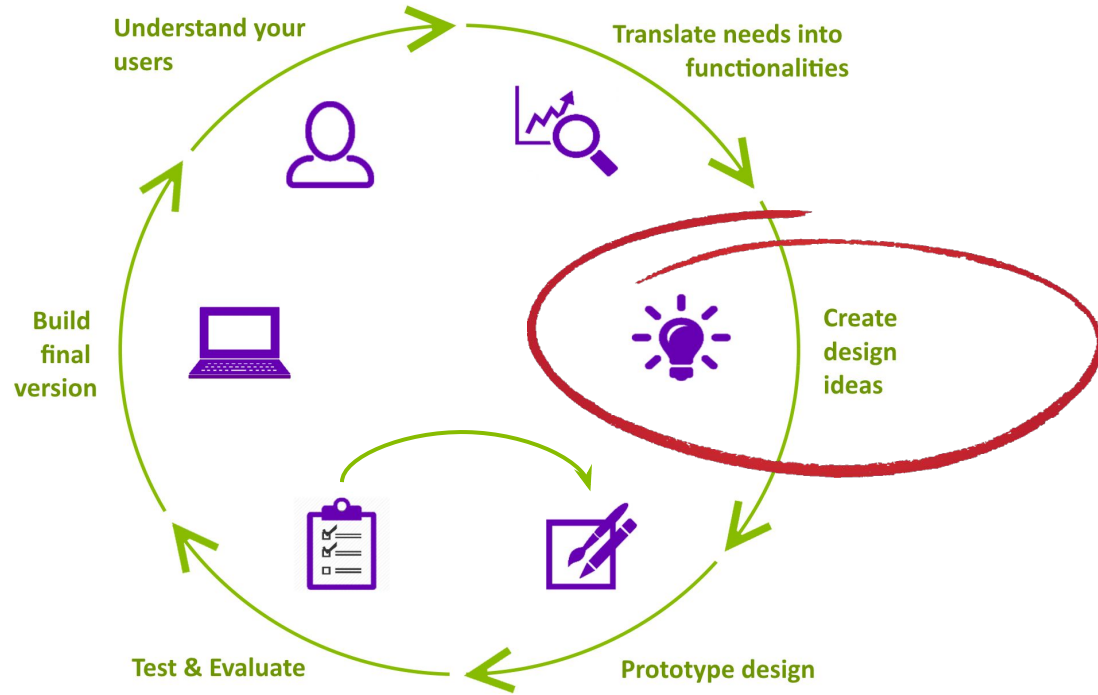 Understand your
users
Translate needs into
functionalities
Create
design
ideas
Prototype design
Test & Evaluate
Build
final
version